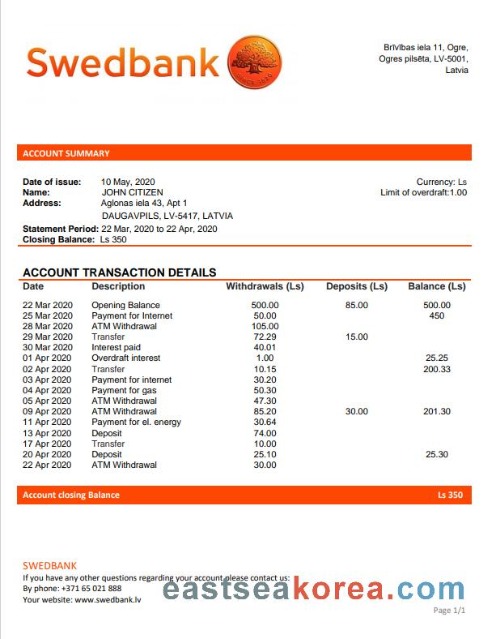 Swedbank
Brīvības iela 11, Ogre,
Ogres pilsēta, LV-5001,
Latvia
ACCOUNT SUMMARY
Date of issue: 10 May, 2020 Currency: Ls
Name: JOHN CITIZEN Limit of overdraft:1.00
Address: Aglonas iela 43, Apt 1
DAUGAVPILS, LV-5417, LATVIA
Statement Period: 22 Mar, 2020 to 22 Apr, 2020
Closing Balance: Ls 350
ACCOUNT TRANSACTION DETAILS
Date Description Withdrawals (Ls) Deposits (Ls) Balance (Ls)
22 Mar 2020 Opening Balance 500.00 85.00 500.00
25 Mar 2020 Payment for Internet 50.00 450
28 Mar 2020 ATM Withdrawal 105.00
29 Mar 2020 Transfer 72.29 15.00
30 Mar 2020 Interest paid 40.01
01 Apr 2020 Overdraft interest 1.00 25.25
02 Apr 2020 Transfer 10.15 200.33
03 Apr 2020 Payment for internet 30.20
04 Apr 2020 Payment for gas 50.30
05 Apr 2020 ATM Withdrawal 47.30
09 Apr 2020 ATM Withdrawal 85.20 30.00 201.30
11 Apr 2020 Payment for el. energy 30.64
13 Apr 2020 Deposit 74.00
17 Apr 2020 Transfer 10.00
20 Apr 2020 Deposit 25.10 25.30
22 Apr 2020 ATM Withdrawal 30.00
Account closing Balance Ls 350
SWEDBANK
If you have any other questions regarding your account please contact us:
By phone: +371 65 021 888
Your website: www.swedbank.lv
eastseakorea.com
Page 1/1